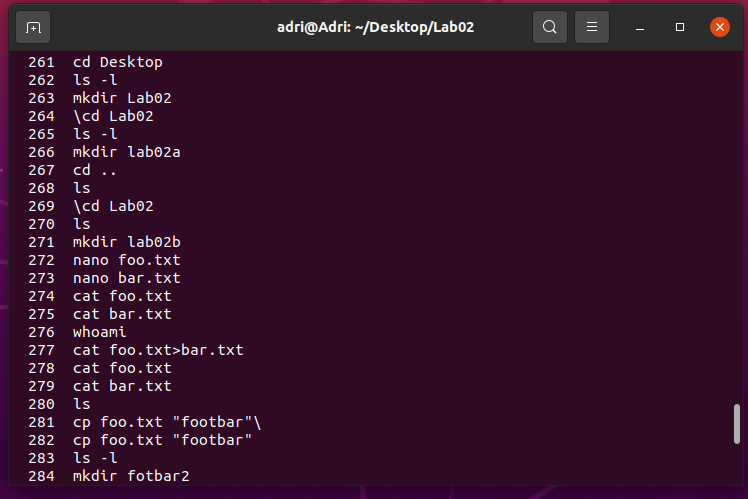 adri@Adri: ~/Desktop/Lab02
261 cd Desktop
262 ls -l
263 mkdir Lab02
264 \cd Lab02
265 ls -l
266 mkdir lab02a
267 cd ..
268 ls
269 \cd Lab02
270 ls
271 mkdir lab02b
272 nano foo.txt
273 nano bar.txt
274 cat foo.txt
275 cat bar.txt
276 whoami
277 cat foo.txt>bar.txt
278 cat foo.txt
279 cat bar.txt
280 ls
281 cp foo.txt "footbar"\
282 cp foo.txt "footbar"
283 ls -l
284 mkdir fotbar2